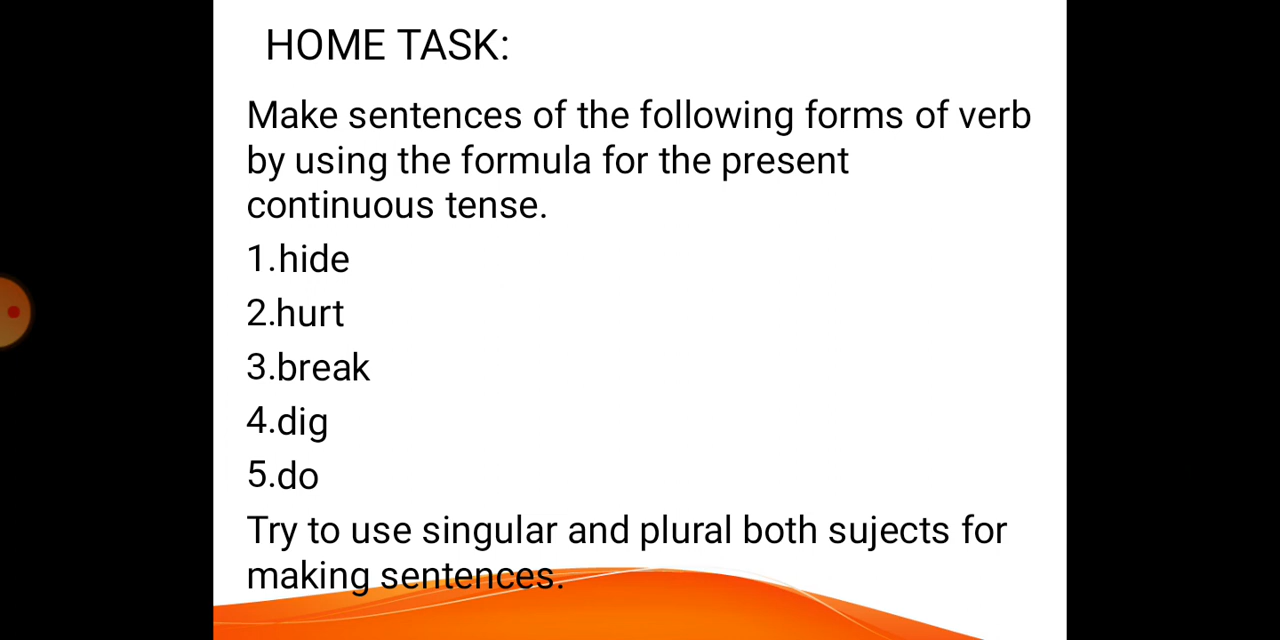 HOME TASK:
Make sentences of the following forms of verb
by using the formula for the present
continuous tense.
1.hide
2.hurt
3.break
4.dig
5.do
Try to use singular and plural both sujects for
making sentences.